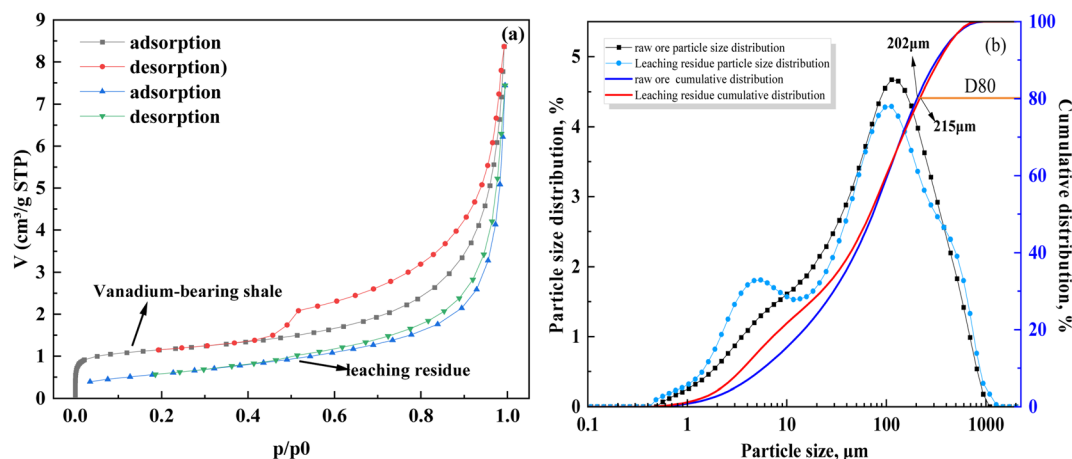 (a)
adsorption
desorption)
adsorption
desorption
Vanadium-bearing shale
leaching residue
V (cm³/g STP)
9
8
7
6
5
4
3
2
1
0
0.0 0.2 0.4 0.6 0.8 1.0
p/p0
(b)
raw ore particle size distribution
Leaching residue particle size distribution
raw ore cumulative distribution
Leaching residue cumulative distribution
202μm
D80
215μm
Particle size distribution, %
5
4
3
2
1
0
0.1 1 10 100 1000
Particle size, μm
100
80
60
40
20
0
Cumulative distribution, %